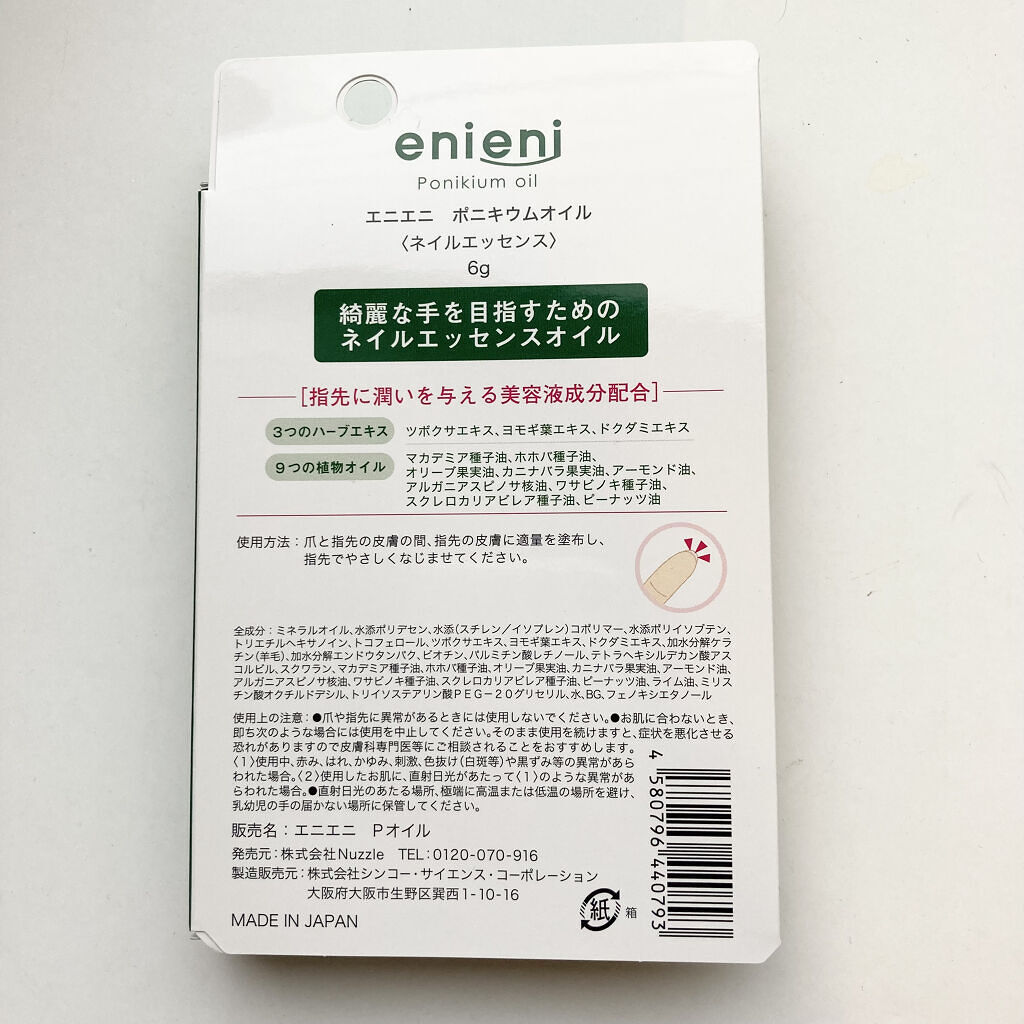 enieni
Ponikium oil
エニエニ　ポニキウムオイル
〈ネイルエッセンス〉
6g
綺麗な手を目指すための
ネイルエッセンスオイル
［指先に潤いを与える美容液成分配合］
3つのハーブエキス
ツボクサエキス、ヨモギ葉エキス、ドクダミエキス
9つの植物オイル
マカデミア種子油、ホホバ種子油、
オリーブ果実油、カニナバラ果実油、アーモンド油、
アルガニアスピノサ核油、ワサビノキ種子油、
スクレロカリアビレア種子油、ピーナッツ油
使用方法：爪と指先の皮膚の間、指先の皮膚に適量を塗布し、
指先でやさしくなじませてください。
全成分：ミネラルオイル、水添ポリデセン、水添（スチレン／イソプレン）コポリマー、水添ポリイソブテン、
トリエチルヘキサノイン、トコフェロール、ツボクサエキス、ヨモギ葉エキス、ドクダミエキス、加水分解ケラ
チン（羊毛）、加水分解エンドウタンパク、ビオチン、パルミチン酸レチノール、テトラヘキシルデカン酸アス
コルビル、スクワラン、マカデミア種子油、ホホバ種子油、オリーブ果実油、カニナバラ果実油、アーモンド油、
アルガニアスピノサ核油、ワサビノキ種子油、スクレロカリアビレア種子油、ピーナッツ油、ライム油、ミリス
チン酸オクチルドデシル、トリイソステアリン酸PEG－20グリセリル、水、BG、フェノキシエタノール
使用上の注意：●爪や指先に異常があるときには使用しないでください。●お肌に合わないとき、
即ち次のような場合には使用を中止してください。そのまま使用を続けますと、症状を悪化させる
恐れがありますので皮膚科専門医等にご相談されることをおすすめします。
〈1〉使用中、赤み、はれ、かゆみ、刺激、色抜け（白斑等）や黒ずみ等の異常があら
われた場合。〈2〉使用したお肌に、直射日光があたって〈1〉のような異常があ
らわれた場合。●直射日光のあたる場所、極端に高温または低温の場所を避け、
乳幼児の手の届かない場所に保管してください。
販売名：エニエニ　Pオイル
発売元：株式会社Nuzzle　TEL：0120-070-916
製造販売元：株式会社シンコー・サイエンス・コーポレーション
大阪府大阪市生野区巽西1-10-16
MADE IN JAPAN
紙 箱
4 580796 440793